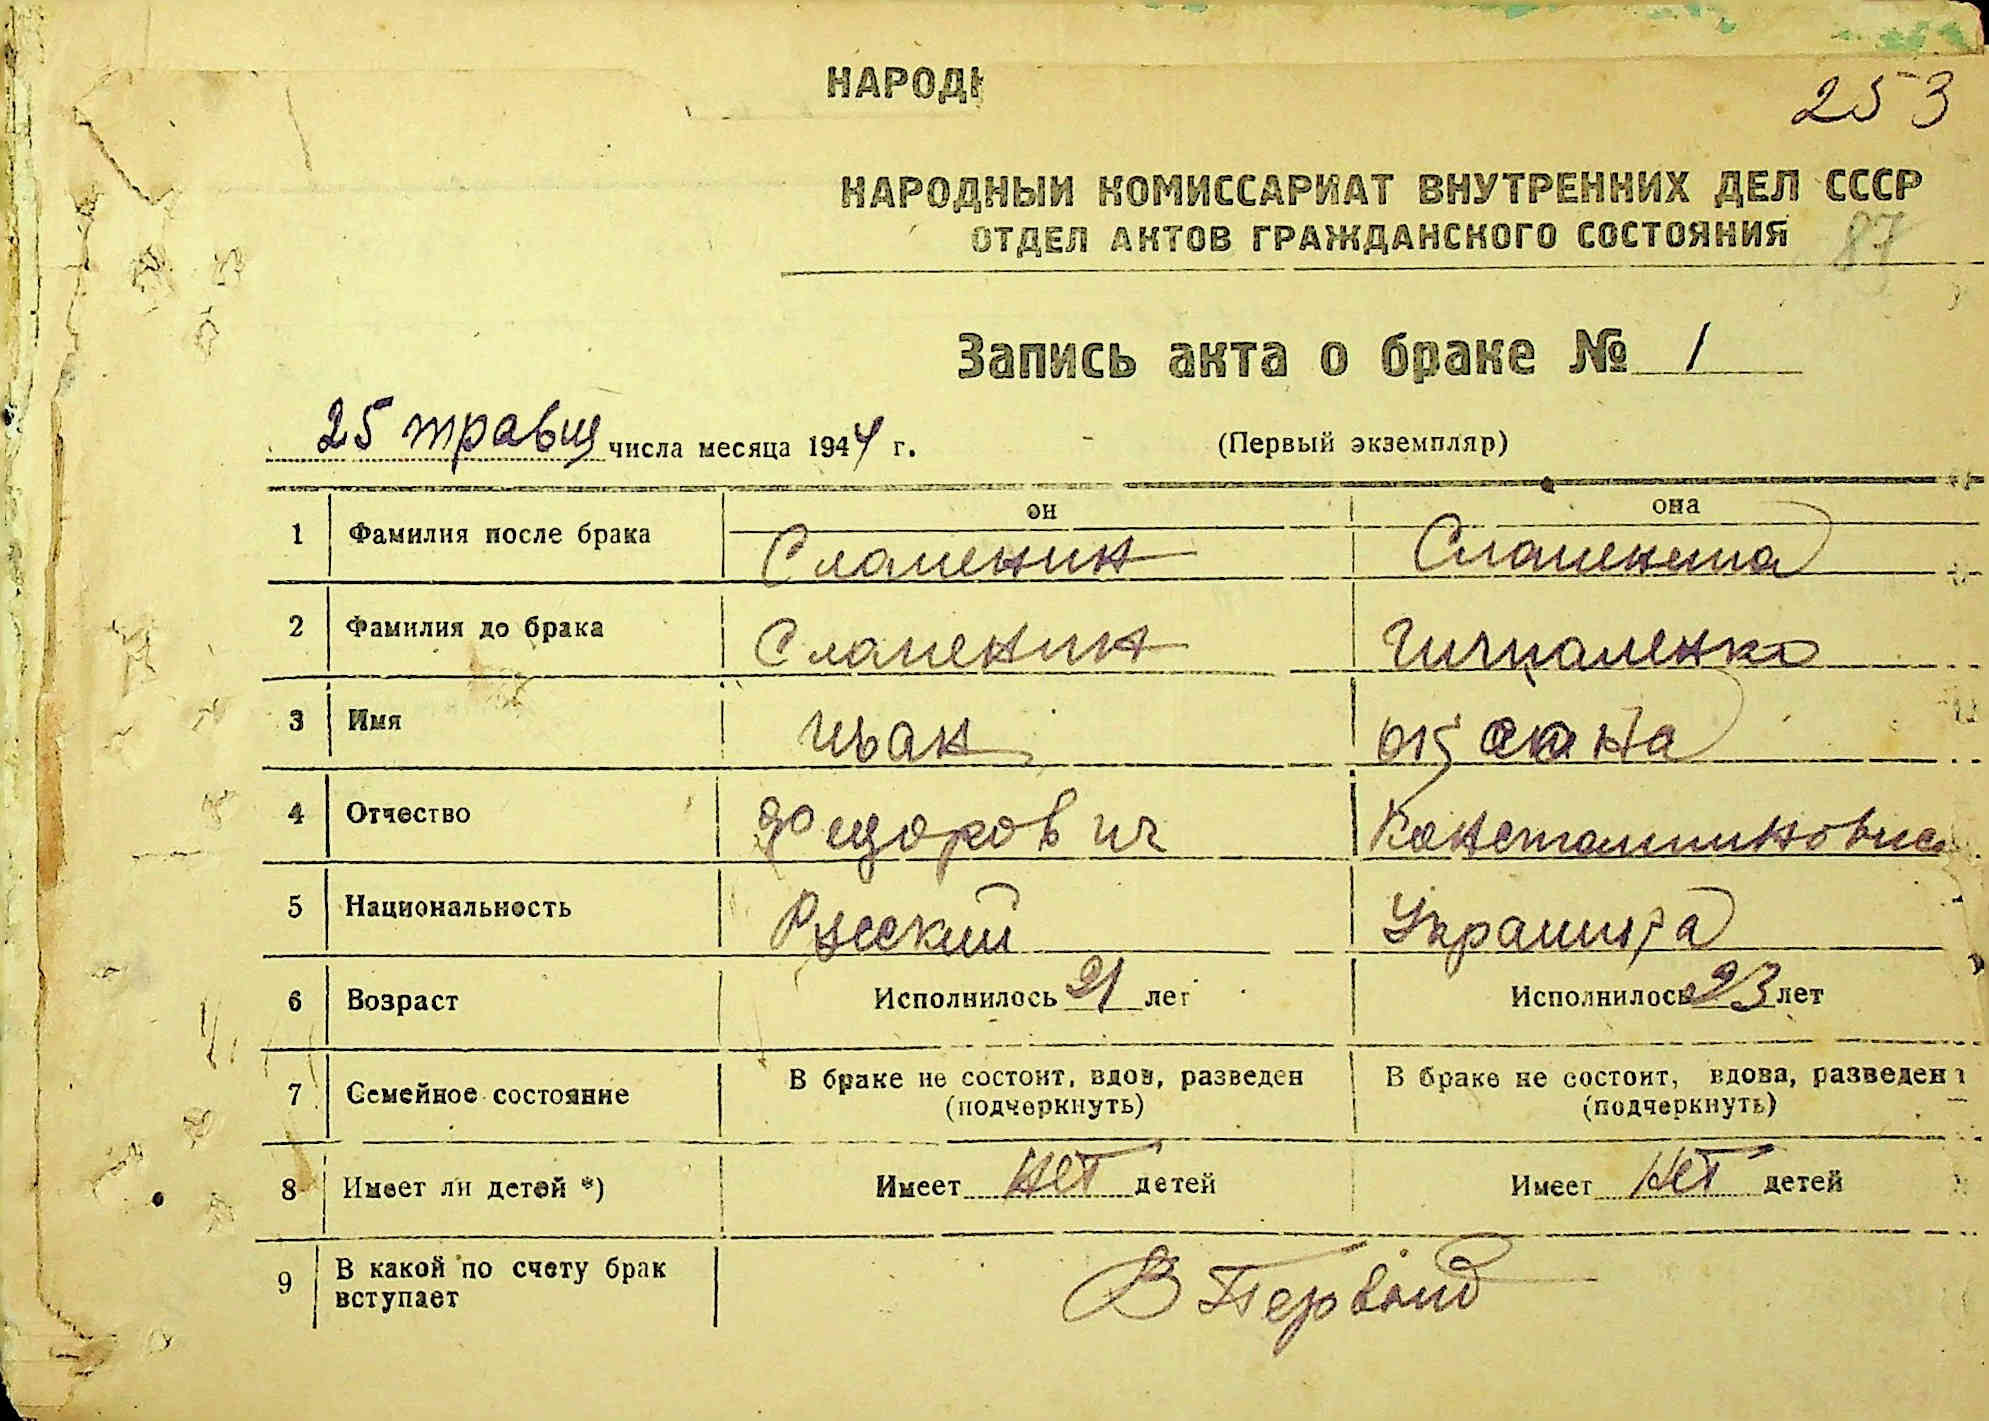 НАРОДН
253
НАРОДНЫЙ КОМИССАРИАТ ВНУТРЕННИХ ДЕЛ СССР
ОТДЕЛ АКТОВ ГРАЖДАНСКОГО СОСТОЯНИЯ 87
Запись акта о браке № 1
25 травня числа месяца 1944 г. (Первый экземпляр)
он она
1 Фамилия после брака
2 Фамилия до брака
3 Имя Иван Оксана
4 Отчество Федорович Константиновна
5 Национальность Русский Украинка
6 Возраст Исполнилось 21 лет Исполнилось 23 лет
7 Семейное состояние В браке не состоит, вдов, разведен В браке не состоит, вдова, разведена
(подчеркнуть) (подчеркнуть)
8 Имеет ли детей *) Имеет нет детей Имеет нет детей
9 В какой по счету брак
вступает В Первый